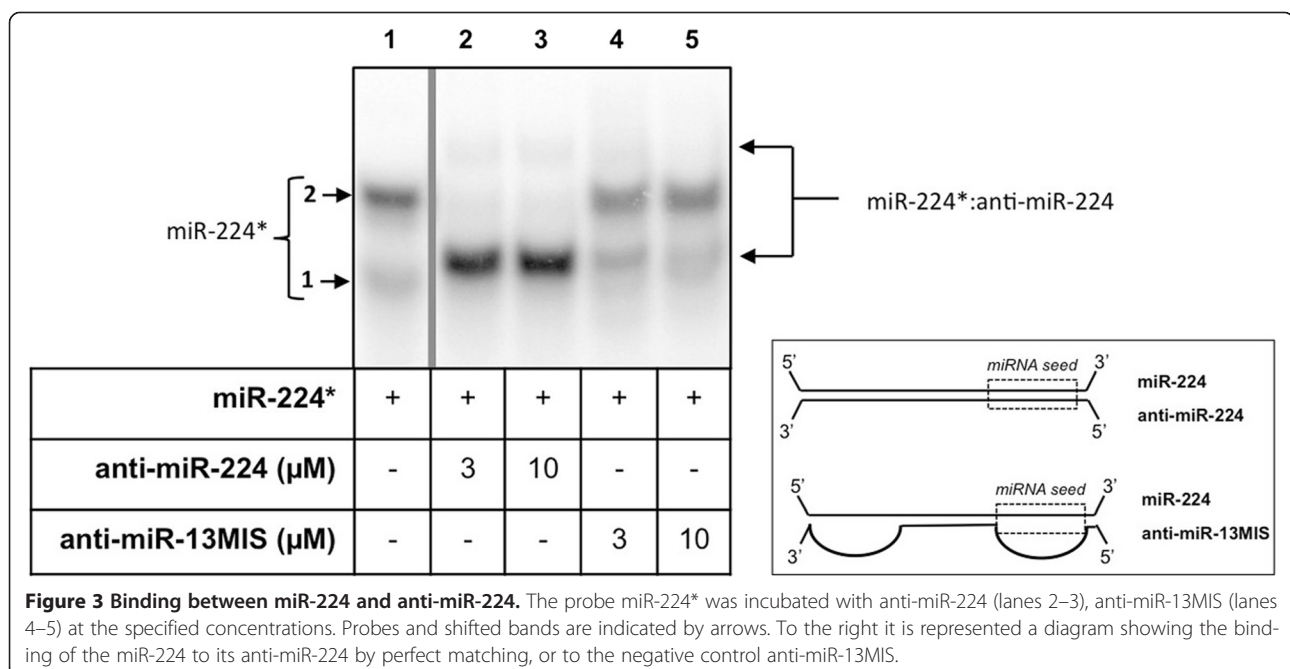 1 2 3 4 5
miR-224*
2
1
miR-224*:anti-miR-224
miR-224* + + + + +
anti-miR-224 (µM) - 3 10 - -
anti-miR-13MIS (µM) - - - 3 10
5’ miRNA seed 3’
miR-224
anti-miR-224
3’ 5’
5’ miRNA seed 3’
miR-224
anti-miR-13MIS
3’ 5’
Figure 3 Binding between miR-224 and anti-miR-224. The probe miR-224* was incubated with anti-miR-224 (lanes 2–3), anti-miR-13MIS (lanes
4–5) at the specified concentrations. Probes and shifted bands are indicated by arrows. To the right it is represented a diagram showing the bind-
ing of the miR-224 to its anti-miR-224 by perfect matching, or to the negative control anti-miR-13MIS.